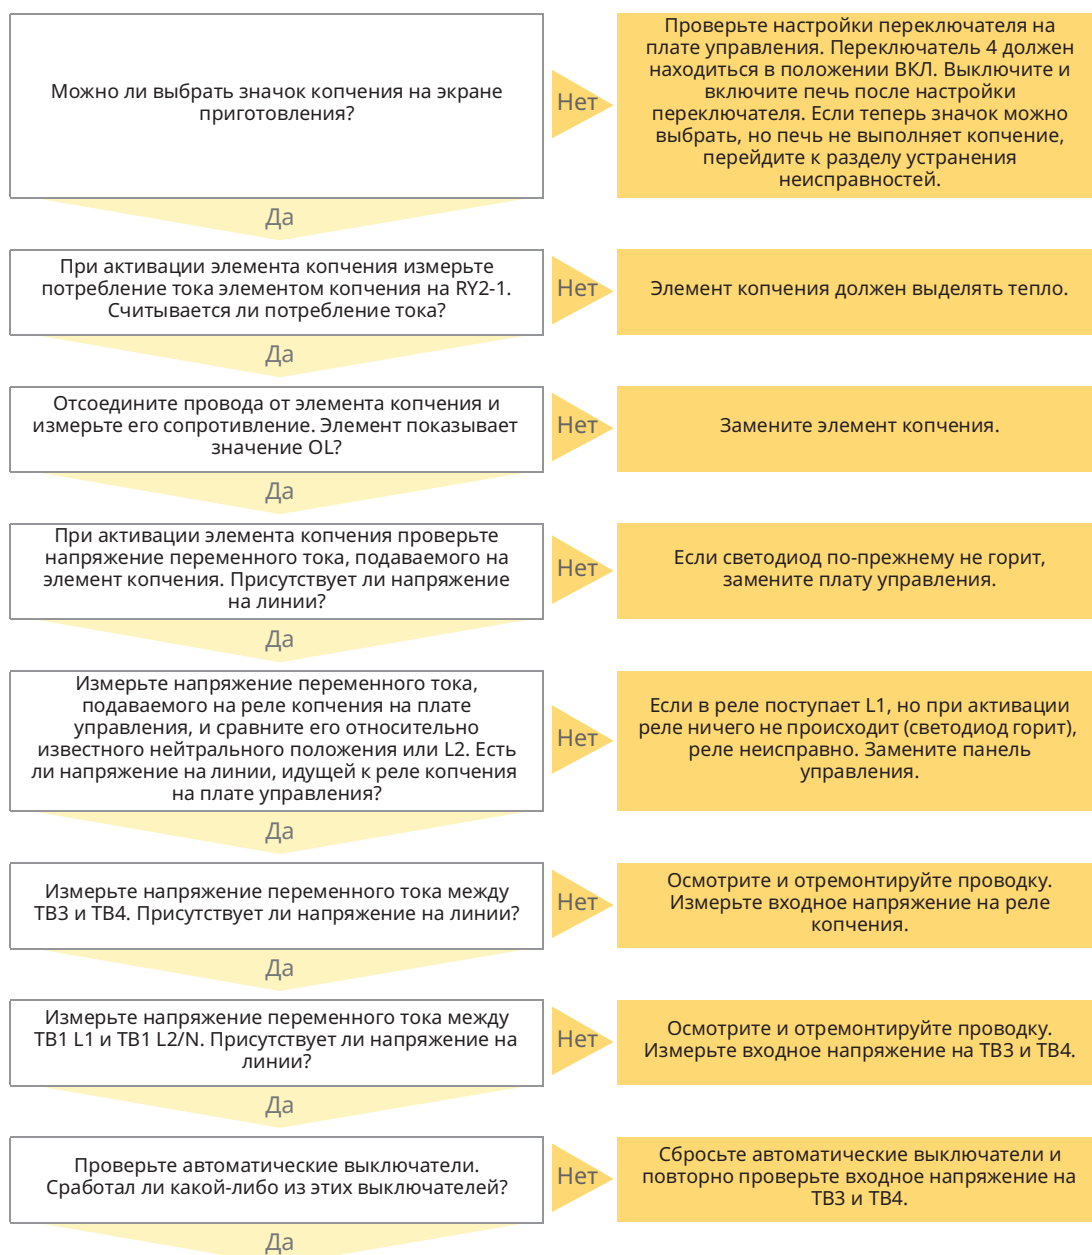 Можно ли выбрать значок копчения на экране
приготовления?
Нет
Проверьте настройки переключателя на
плате управления. Переключатель 4 должен
находиться в положении ВКЛ. Выключите и
включите печь после настройки
переключателя. Если теперь значок можно
выбрать, но печь не выполняет копчение,
перейдите к разделу устранения
неисправностей.
Да
При активации элемента копчения измерьте
потребление тока элементом копчения на RY2-1.
Считывается ли потребление тока?
Нет
Элемент копчения должен выделять тепло.
Да
Отсоедините провода от элемента копчения и
измерьте его сопротивление. Элемент показывает
значение OL?
Нет
Замените элемент копчения.
Да
При активации элемента копчения проверьте
напряжение переменного тока, подаваемого на
элемент копчения. Присутствует ли напряжение
на линии?
Нет
Если светодиод по-прежнему не горит,
замените плату управления.
Да
Измерьте напряжение переменного тока,
подаваемого на реле копчения на плате
управления, и сравните его относительно
известного нейтрального положения или L2. Есть
ли напряжение на линии, идущей к реле копчения
на плате управления?
Нет
Если в реле поступает L1, но при активации
реле ничего не происходит (светодиод горит),
реле неисправно. Замените панель
управления.
Да
Измерьте напряжение переменного тока между
TB3 и TB4. Присутствует ли напряжение на линии?
Нет
Осмотрите и отремонтируйте проводку.
Измерьте входное напряжение на реле
копчения.
Да
Измерьте напряжение переменного тока между
TB1 L1 и TB1 L2/N. Присутствует ли напряжение на
линии?
Нет
Осмотрите и отремонтируйте проводку.
Измерьте входное напряжение на TB3 и TB4.
Да
Проверьте автоматические выключатели.
Сработал ли какой-либо из этих выключателей?
Нет
Сбросьте автоматические выключатели и
повторно проверьте входное напряжение на
TB3 и TB4.
Да